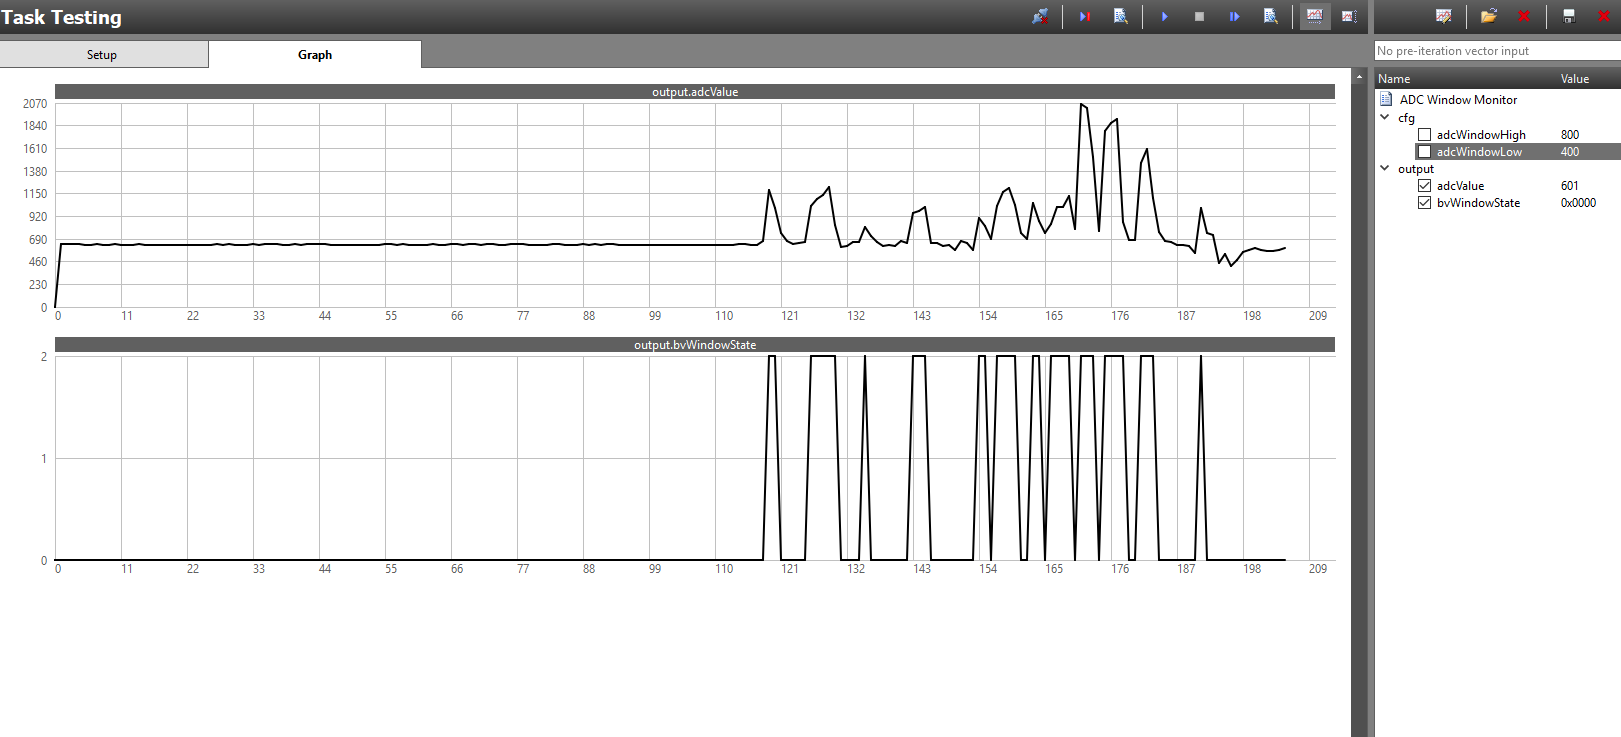 Task Testing
Setup
Graph
output.adcValue
2070
1840
1610
1380
1150
920
690
460
230
0
0 11 22 33 44 55 66 77 88 99 110 121 132 143 154 165 176 187 198 209
output.bvWindowState
2
1
0
0 11 22 33 44 55 66 77 88 99 110 121 132 143 154 165 176 187 198 209
No pre-iteration vector input
Name Value
ADC Window Monitor
cfg
adcWindowHigh 800
adcWindowLow 400
output
adcValue 601
bvWindowState 0x0000